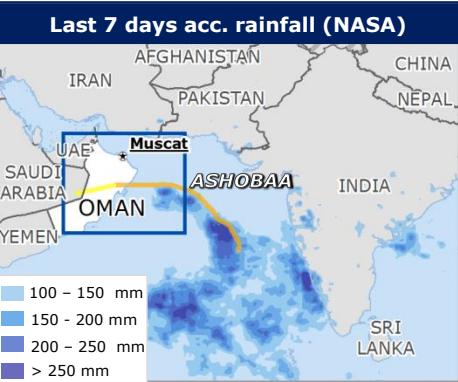 Last 7 days acc. rainfall (NASA)
AFGHANISTAN
CHINA
IRAN
PAKISTAN
NEPAL
UAE
Muscat
SAUDI
ARABIA
ASHOBAA
INDIA
OMAN
YEMEN
100 – 150 mm
150 - 200 mm
200 – 250 mm
> 250 mm
SRI
LANKA